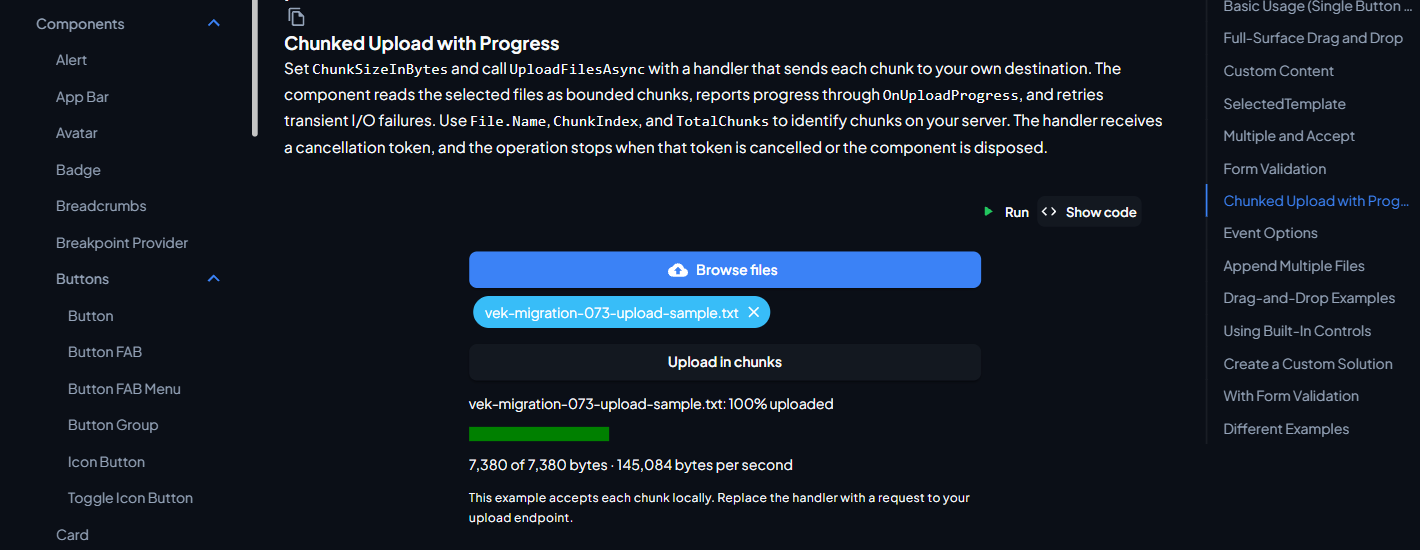 Components
Alert
App Bar
Avatar
Badge
Breadcrumbs
Breakpoint Provider
Buttons
Button
Button FAB
Button FAB Menu
Button Group
Icon Button
Toggle Icon Button
Card
Chunked Upload with Progress
Set ChunkSizeInBytes and call UploadFilesAsync with a handler that sends each chunk to your own destination. The
component reads the selected files as bounded chunks, reports progress through OnUploadProgress, and retries
transient I/O failures. Use File.Name, ChunkIndex, and TotalChunks to identify chunks on your server. The handler receives
a cancellation token, and the operation stops when that token is cancelled or the component is disposed.
Run
Show code
Browse files
vek-migration-073-upload-sample.txt
Upload in chunks
vek-migration-073-upload-sample.txt: 100% uploaded
7,380 of 7,380 bytes · 145,084 bytes per second
This example accepts each chunk locally. Replace the handler with a request to your
upload endpoint.
Basic Usage (Single Button ...
Full-Surface Drag and Drop
Custom Content
SelectedTemplate
Multiple and Accept
Form Validation
Chunked Upload with Prog...
Event Options
Append Multiple Files
Drag-and-Drop Examples
Using Built-In Controls
Create a Custom Solution
With Form Validation
Different Examples